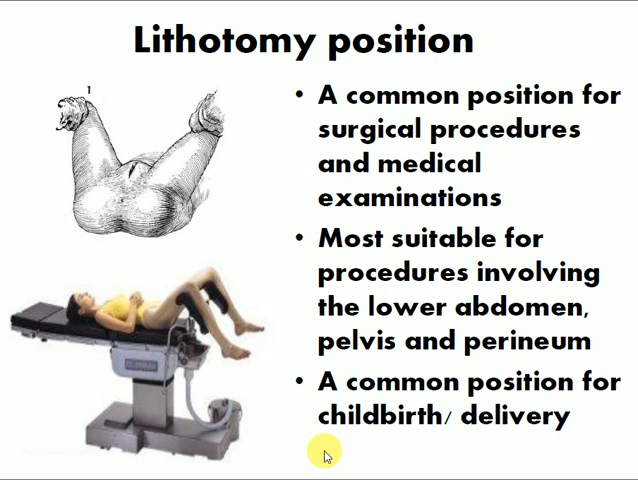 Lithotomy position
1
• A common position for
surgical procedures
and medical
examinations
• Most suitable for
procedures involving
the lower abdomen,
pelvis and perineum
• A common position for
childbirth/ delivery